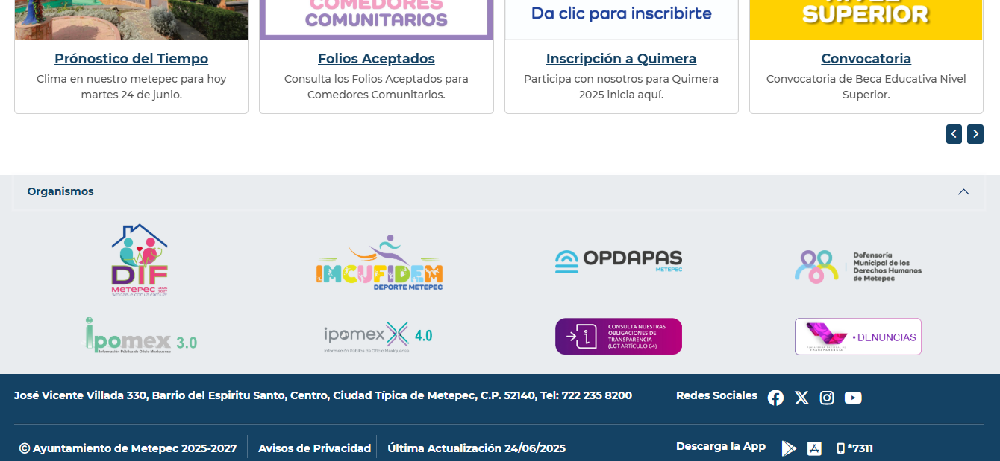 COMEDORES
COMUNITARIOS
Da clic para inscribirte
NIVEL
SUPERIOR
Prónostico del Tiempo
Clima en nuestro metepec para hoy
martes 24 de junio.
Folios Aceptados
Consulta los Folios Aceptados para
Comedores Comunitarios.
Inscripción a Quimera
Participa con nosotros para Quimera
2025 inicia aquí.
Convocatoria
Convocatoria de Beca Educativa Nivel
Superior.
Organismos
DIF
METEPEC 2025 2027
IMCUFIDEM
DEPORTE METEPEC
OPDAPAS
METEPEC
Defensoría
Municipal de los
Derechos Humanos
de Metepec
ipomex 3.0
Información Pública de Oficio Mexiquense
ipomex 4.0
Información Pública de Oficio Mexiquense
CONSULTA NUESTRAS
OBLIGACIONES DE
TRANSPARENCIA
(LGT ARTÍCULO 64)
PLATAFORMA NACIONAL DE
TRANSPARENCIA
• DENUNCIAS
José Vicente Villada 330, Barrio del Espiritu Santo, Centro, Ciudad Típica de Metepec, C.P. 52140, Tel: 722 235 8200
Redes Sociales
© Ayuntamiento de Metepec 2025-2027
Avisos de Privacidad
Última Actualización 24/06/2025
Descarga la App
*7311